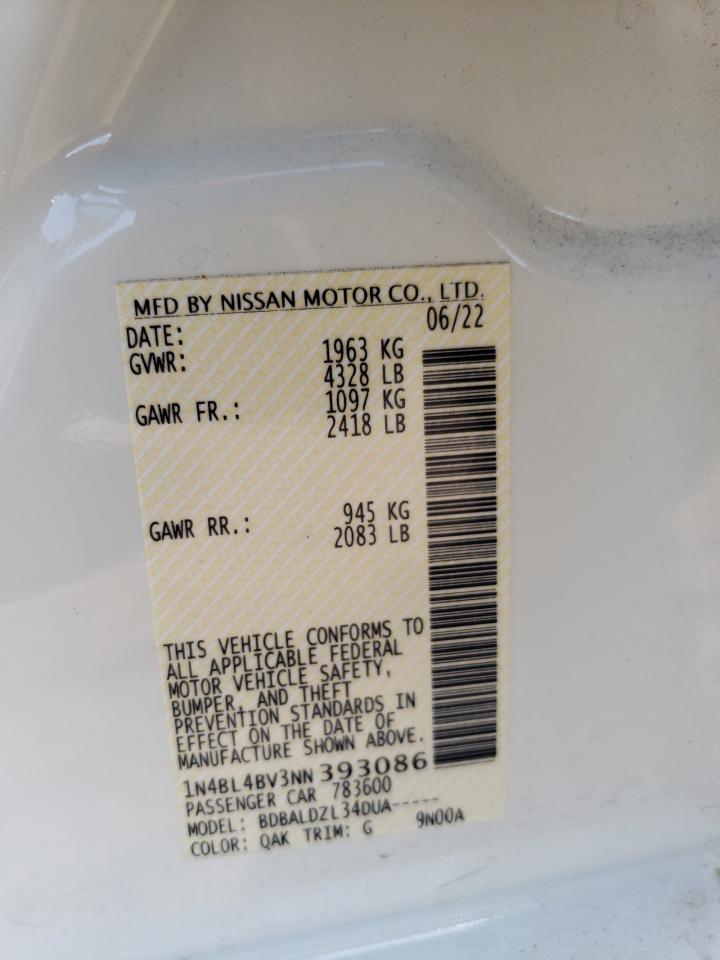 MFD BY NISSAN MOTOR CO., LTD.
DATE: 06/22
GVWR: 1963 KG
4328 LB
GAWR FR.: 1097 KG
2418 LB
GAWR RR.: 945 KG
2083 LB
THIS VEHICLE CONFORMS TO
ALL APPLICABLE FEDERAL
MOTOR VEHICLE SAFETY,
BUMPER, AND THEFT
PREVENTION STANDARDS IN
EFFECT ON THE DATE OF
MANUFACTURE SHOWN ABOVE.
1N4BL4BV3NN393086
PASSENGER CAR 783600
MODEL: BDBALDZL34DUA-----
COLOR: QAK TRIM: G 9N00A